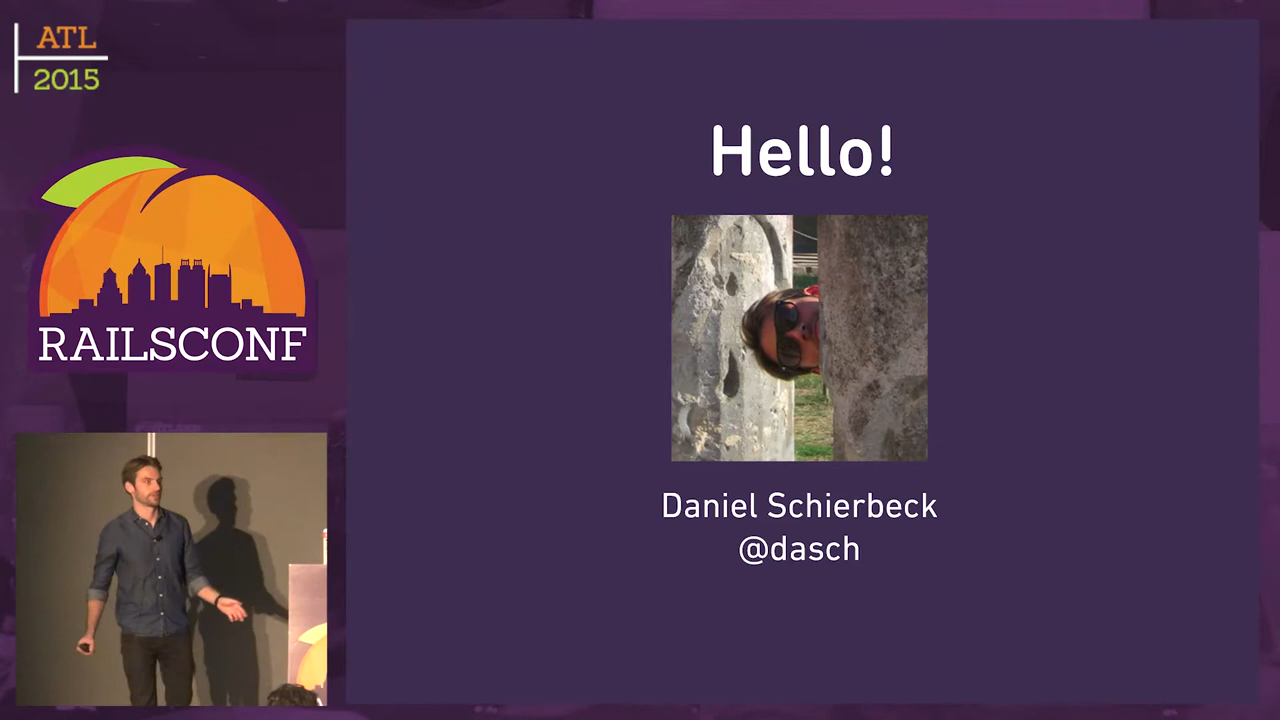 ATL
2015
RAILSCONF
Hello!
Daniel Schierbeck
@dasch